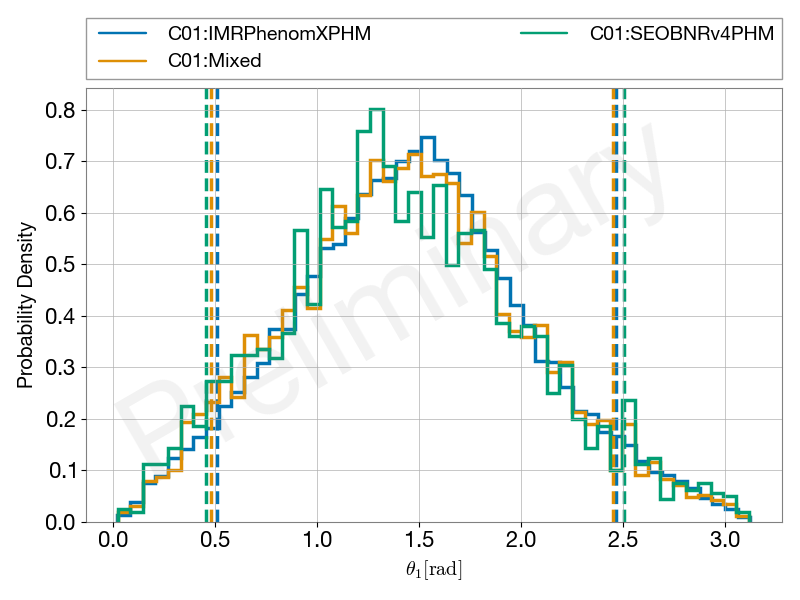 C01:IMRPhenomXPHM
C01:Mixed
C01:SEOBNRv4PHM
Preliminary
Probability Density
0.8
0.7
0.6
0.5
0.4
0.3
0.2
0.1
0.0
0.0 0.5 1.0 1.5 2.0 2.5 3.0
θ₁[rad]